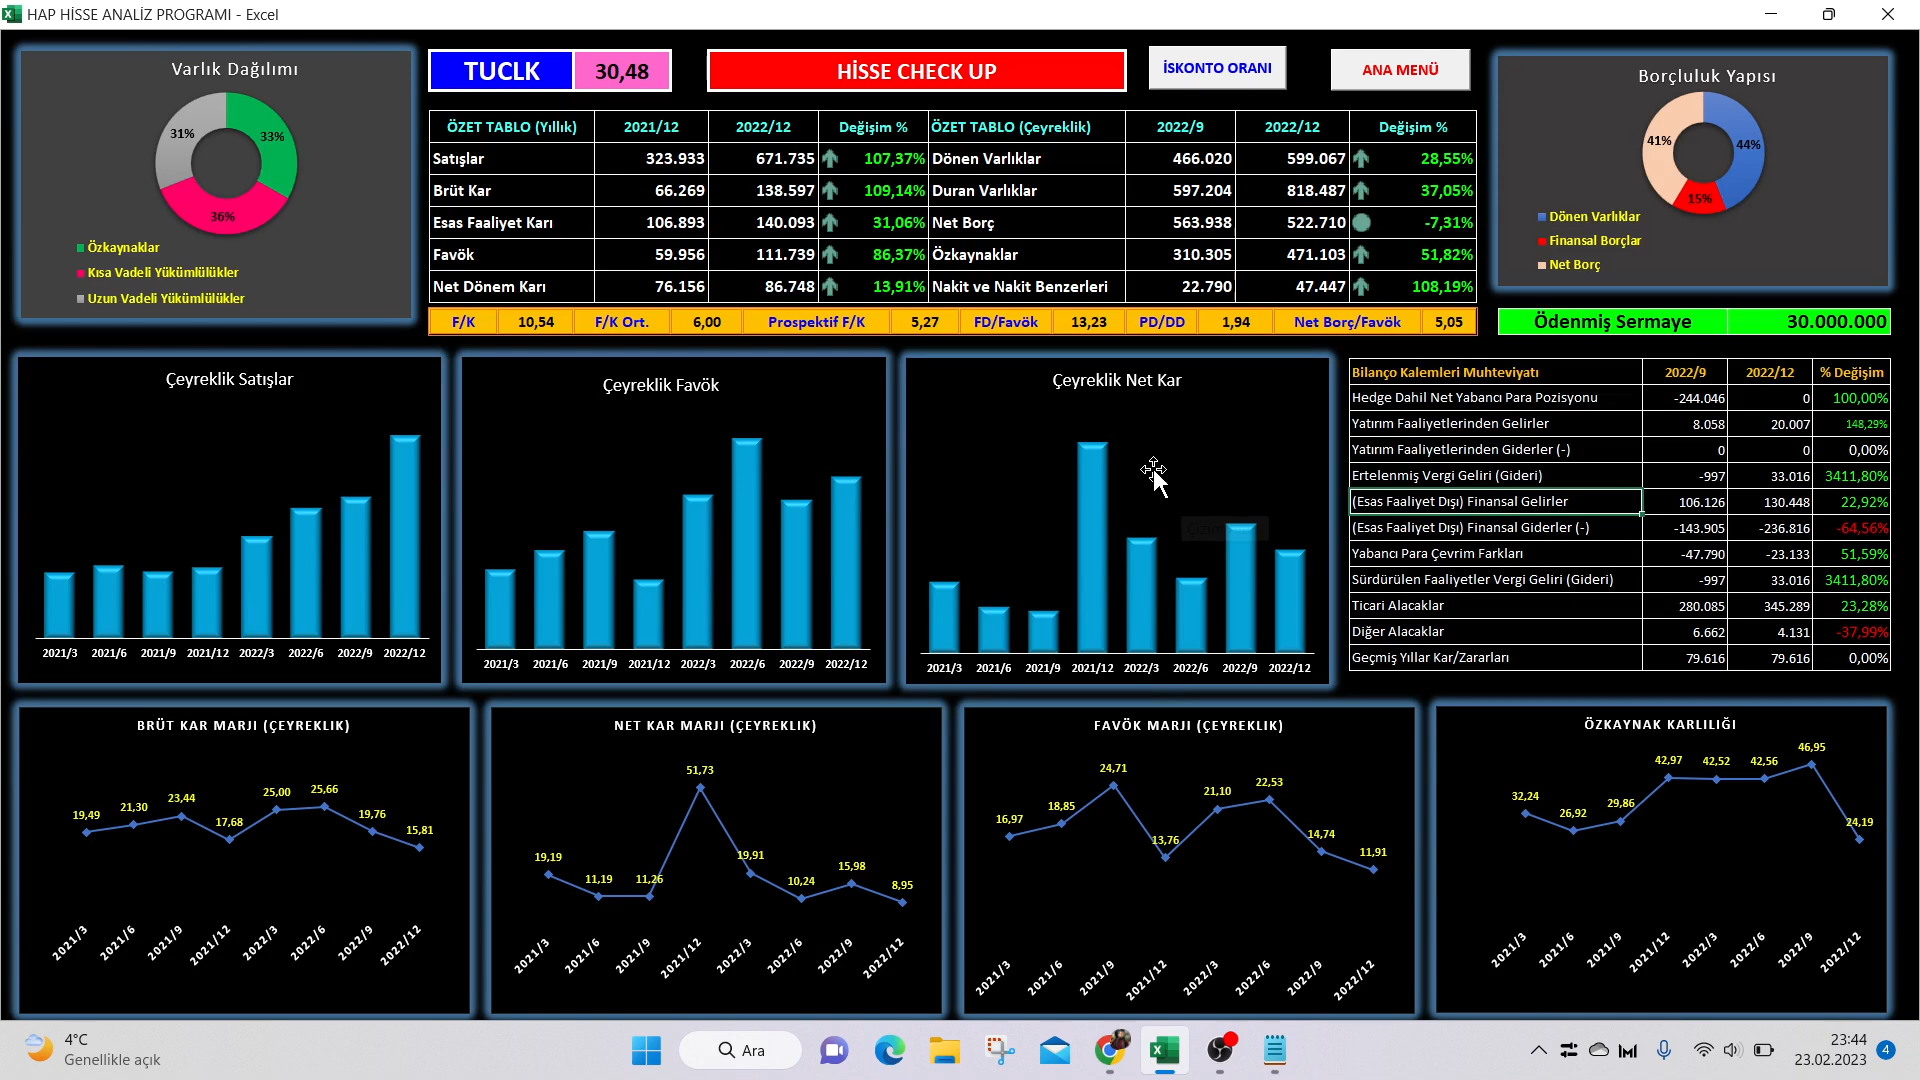 HAP HİSSE ANALİZ PROGRAMI - Excel
Varlık Dağılımı
31%
33%
36%
Özkaynaklar
Kısa Vadeli Yükümlülükler
Uzun Vadeli Yükümlülükler
TUCLK 30,48
HİSSE CHECK UP
İSKONTO ORANI
ANA MENÜ
ÖZET TABLO (Yıllık) 2021/12 2022/12 Değişim % ÖZET TABLO (Çeyreklik) 2022/9 2022/12 Değişim %
Satışlar 323.933 671.735 107,37% Dönen Varlıklar 466.020 599.067 28,55%
Brüt Kar 66.269 138.597 109,14% Duran Varlıklar 597.204 818.487 37,05%
Esas Faaliyet Karı 106.893 140.093 31,06% Net Borç 563.938 522.710 -7,31%
Favök 59.956 111.739 86,37% Özkaynaklar 310.305 471.103 51,82%
Net Dönem Karı 76.156 86.748 13,91% Nakit ve Nakit Benzerleri 22.790 47.447 108,19%
F/K 10,54 F/K Ort. 6,00 Prospektif F/K 5,27 FD/Favök 13,23 PD/DD 1,94 Net Borç/Favök 5,05
Borçluluk Yapısı
41%
44%
15%
Dönen Varlıklar
Finansal Borçlar
Net Borç
Ödenmiş Sermaye 30.000.000
Çeyreklik Satışlar
2021/3 2021/6 2021/9 2021/12 2022/3 2022/6 2022/9 2022/12
Çeyreklik Favök
2021/3 2021/6 2021/9 2021/12 2022/3 2022/6 2022/9 2022/12
Çeyreklik Net Kar
2021/3 2021/6 2021/9 2021/12 2022/3 2022/6 2022/9 2022/12
Bilanço Kalemleri Muhteviyatı 2022/9 2022/12 % Değişim
Hedge Dahil Net Yabancı Para Pozisyonu -244.046 0 100,00%
Yatırım Faaliyetlerinden Gelirler 8.058 20.007 148,29%
Yatırım Faaliyetlerinden Giderler (-) 0 0 0,00%
Ertelenmiş Vergi Geliri (Gideri) -997 33.016 3411,80%
(Esas Faaliyet Dışı) Finansal Gelirler 106.126 130.448 22,92%
(Esas Faaliyet Dışı) Finansal Giderler (-) -143.905 -236.816 -64,56%
Yabancı Para Çevrim Farkları -47.790 -23.133 51,59%
Sürdürülen Faaliyetler Vergi Geliri (Gideri) -997 33.016 3411,80%
Ticari Alacaklar 280.085 345.289 23,28%
Diğer Alacaklar 6.662 4.131 -37,99%
Geçmiş Yıllar Kar/Zararları 79.616 79.616 0,00%
BRÜT KAR MARJI (ÇEYREKLIK)
19,49 21,30 23,44 17,68 25,00 25,66 19,76 15,81
2021/3 2021/6 2021/9 2021/12 2022/3 2022/6 2022/9 2022/12
NET KAR MARJI (ÇEYREKLIK)
19,19 11,19 11,26 51,73 19,91 10,24 15,98 8,95
2021/3 2021/6 2021/9 2021/12 2022/3 2022/6 2022/9 2022/12
FAVÖK MARJI (ÇEYREKLIK)
16,97 18,85 24,71 13,76 21,10 22,53 14,74 11,91
2021/3 2021/6 2021/9 2021/12 2022/3 2022/6 2022/9 2022/12
ÖZKAYNAK KARLILIĞI
32,24 26,92 29,86 42,97 42,52 42,56 46,95 24,19
2021/3 2021/6 2021/9 2021/12 2022/3 2022/6 2022/9 2022/12
4°C
Genellikle açık
Ara
23:44
23.02.2023
4